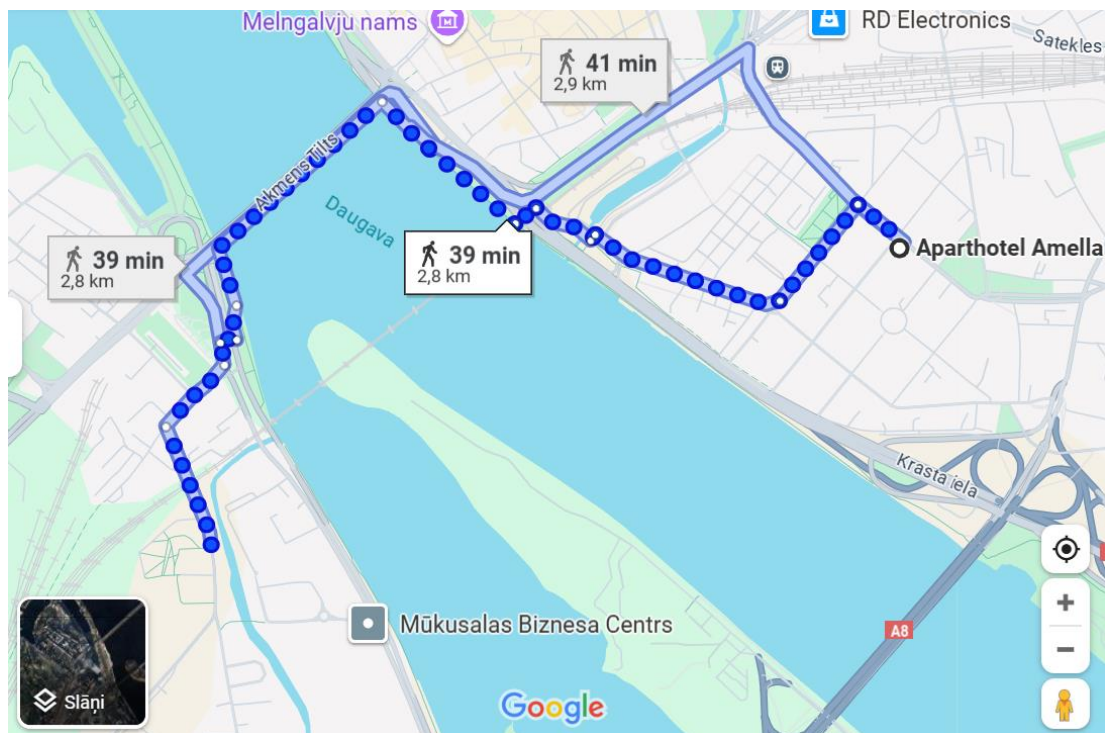 Melngalvju nams
RD Electronics
Satekles
41 min
2,9 km
Akmens Tilts
Daugava
39 min
2,8 km
39 min
2,8 km
Aparthotel Amella
Krasta iela
Mūkusalas Biznesa Centrs
A8
Slāņi
Google